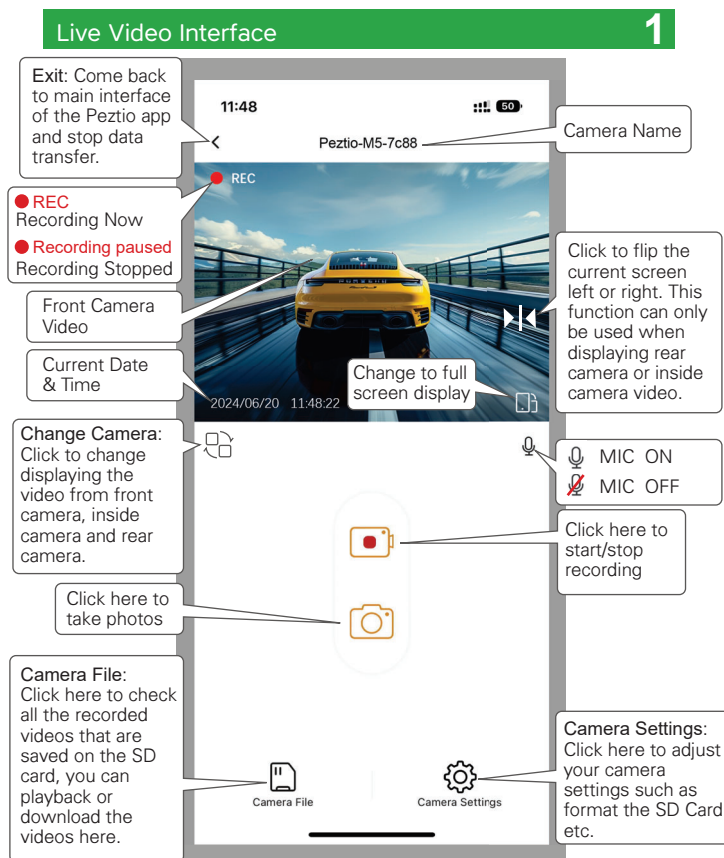 Live Video Interface
1
Exit: Come back
to main interface
of the Peztio app
and stop data
transfer.
11:48
50
Peztio-M5-7c88
Camera Name
REC
REC
Recording Now
Recording paused
Recording Stopped
Front Camera
Video
Current Date
& Time
Click to flip the
current screen
left or right. This
function can only
be used when
displaying rear
camera or inside
camera video.
PORSCHE
Change to full
screen display
2024/06/20 11:48:22
Change Camera:
Click to change
displaying the
video from front
camera, inside
camera and rear
camera.
MIC ON
MIC OFF
Click here to
start/stop
recording
Click here to
take photos
Camera File:
Click here to check
all the recorded
videos that are
saved on the SD
card, you can
playback or
download the
videos here.
Camera File
Camera Settings
Camera Settings:
Click here to adjust
your camera
settings such as
format the SD Card
etc.